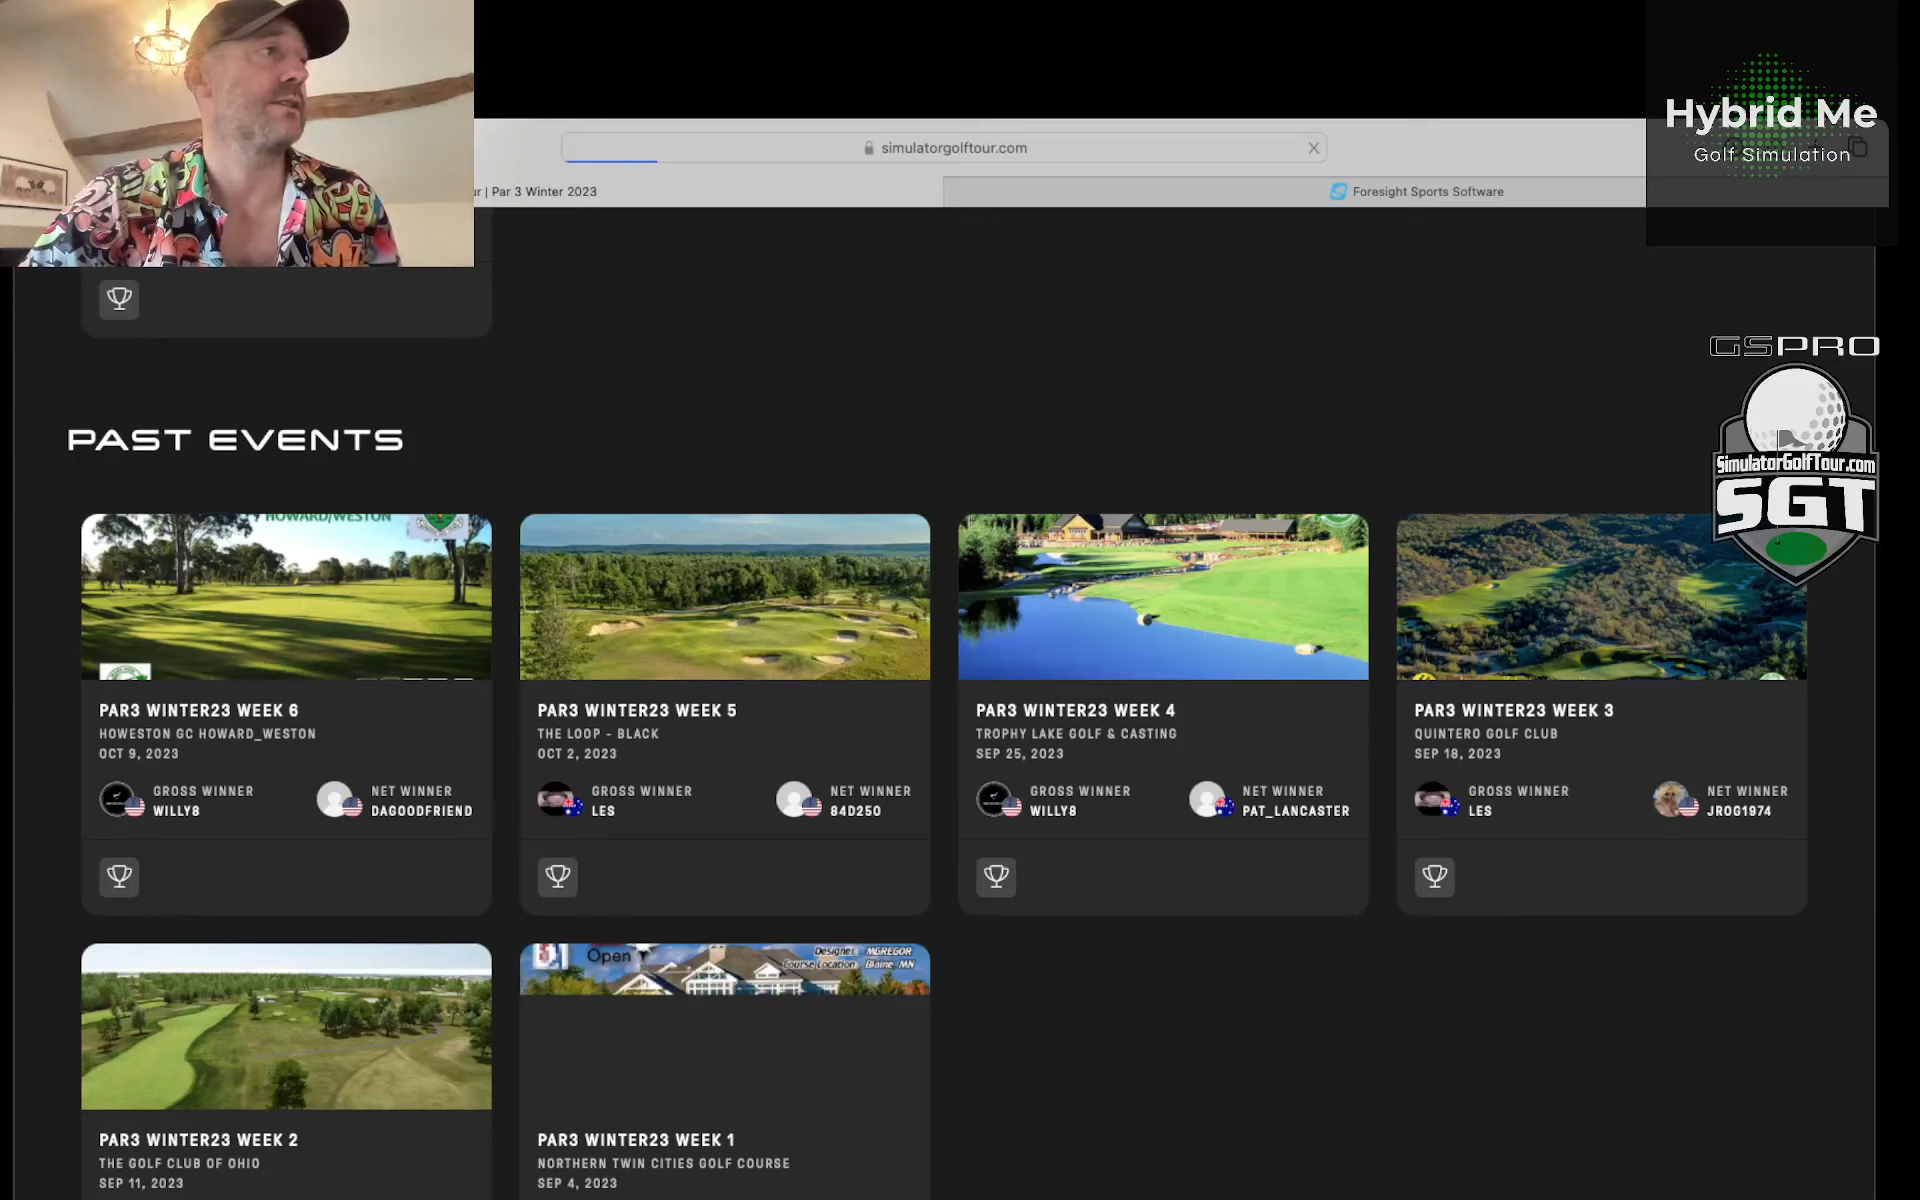 Hybrid Me
Golf Simulation
simulatorgolftour.com
ur | Par 3 Winter 2023
Foresight Sports Software
GSPRO
SimulatorGolfTour.com
SGT
PAST EVENTS
HOWARD/WESTON
PAR3 WINTER23 WEEK 6
HOWESTON GC HOWARD_WESTON
OCT 9, 2023
GROSS WINNER
WILLY8
NET WINNER
DAGOODFRIEND
PAR3 WINTER23 WEEK 5
THE LOOP - BLACK
OCT 2, 2023
GROSS WINNER
LES
NET WINNER
84D250
PAR3 WINTER23 WEEK 4
TROPHY LAKE GOLF & CASTING
SEP 25, 2023
GROSS WINNER
WILLY8
NET WINNER
PAT_LANCASTER
PAR3 WINTER23 WEEK 3
QUINTERO GOLF CLUB
SEP 18, 2023
GROSS WINNER
LES
NET WINNER
JROG1974
PAR3 WINTER23 WEEK 2
THE GOLF CLUB OF OHIO
SEP 11, 2023
Open
Designer: MGREGOR
Course Location: Blaine, MN
PAR3 WINTER23 WEEK 1
NORTHERN TWIN CITIES GOLF COURSE
SEP 4, 2023